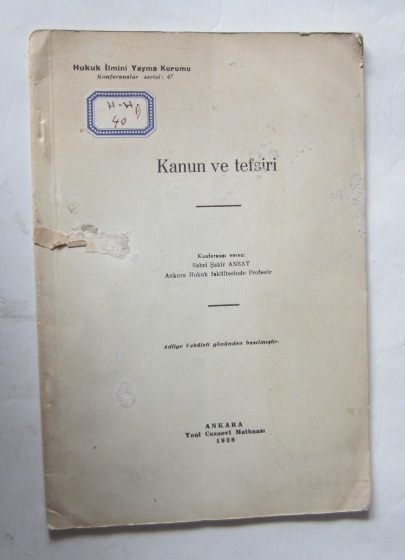 Hukuk İlmini Yayma Kurumu
Konferanslar serisi: 47
H-H
40
Kanun ve tefsiri
Konferansı veren:
Sabri Şakir ANSAY
Ankara Hukuk fakültesinde Profesör
Adliye Vekâleti yönünden basılmıştır.
ANKARA
Yeni Cezaevi Matbaası
1938